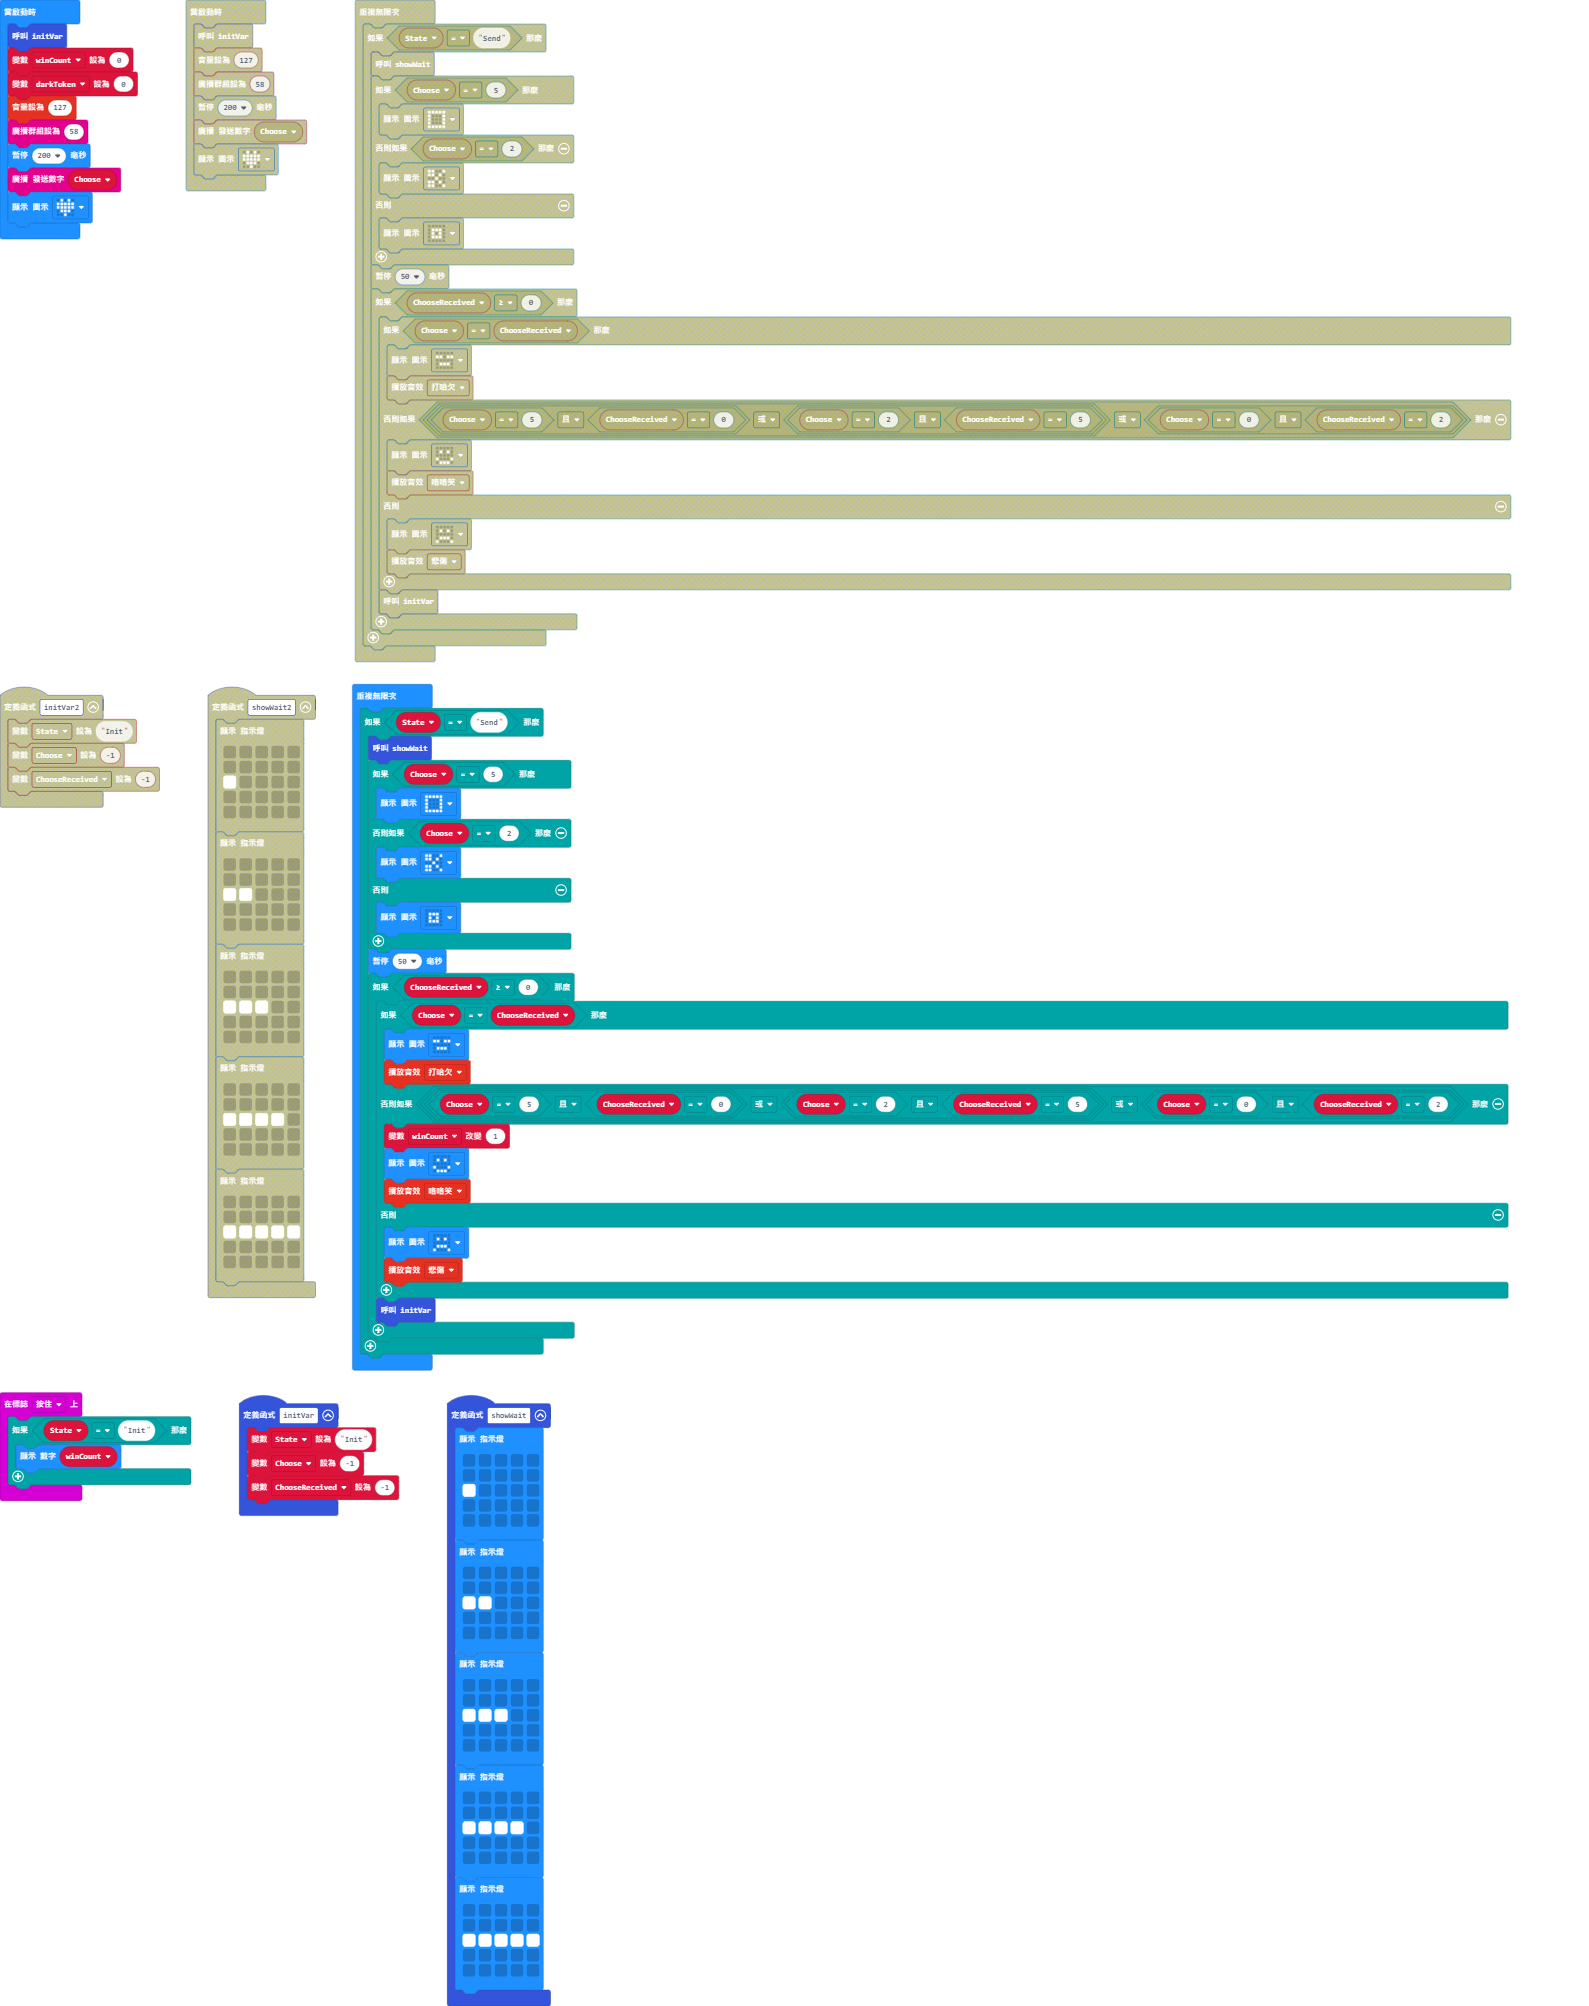 當啟動時
呼叫 initVar
變數 winCount 設為 0
變數 darkToken 設為 0
音量設為 127
廣播群組設為 58
暫停 200 毫秒
廣播 發送數字 Choose
顯示 圖示
當啟動時
呼叫 initVar
音量設為 127
廣播群組設為 58
暫停 200 毫秒
廣播 發送數字 Choose
顯示 圖示
重複無限次
如果 State = "Send" 那麼
呼叫 showWait
如果 Choose = 5 那麼
顯示 圖示
否則如果 Choose = 2 那麼
顯示 圖示
否則
顯示 圖示
暫停 50 毫秒
如果 ChooseReceived ≥ 0 那麼
如果 Choose = ChooseReceived 那麼
顯示 圖示
播放音效 打哈欠
否則如果 Choose = 5 且 ChooseReceived = 0 或 Choose = 2 且 ChooseReceived = 5 或 Choose = 0 且 ChooseReceived = 2 那麼
顯示 圖示
播放音效 咯咯笑
否則
顯示 圖示
播放音效 悲傷
呼叫 initVar
定義函式 initVar2
變數 State 設為 "Init"
變數 Choose 設為 -1
變數 ChooseReceived 設為 -1
定義函式 showWait2
顯示 指示燈
顯示 指示燈
顯示 指示燈
顯示 指示燈
顯示 指示燈
重複無限次
如果 State = "Send" 那麼
呼叫 showWait
如果 Choose = 5 那麼
顯示 圖示
否則如果 Choose = 2 那麼
顯示 圖示
否則
顯示 圖示
暫停 50 毫秒
如果 ChooseReceived ≥ 0 那麼
如果 Choose = ChooseReceived 那麼
顯示 圖示
播放音效 打哈欠
否則如果 Choose = 5 且 ChooseReceived = 0 或 Choose = 2 且 ChooseReceived = 5 或 Choose = 0 且 ChooseReceived = 2 那麼
變數 winCount 改變 1
顯示 圖示
播放音效 咯咯笑
否則
顯示 圖示
播放音效 悲傷
呼叫 initVar
在標誌 按住 上
如果 State = "Init" 那麼
顯示 數字 winCount
定義函式 initVar
變數 State 設為 "Init"
變數 Choose 設為 -1
變數 ChooseReceived 設為 -1
定義函式 showWait
顯示 指示燈
顯示 指示燈
顯示 指示燈
顯示 指示燈
顯示 指示燈